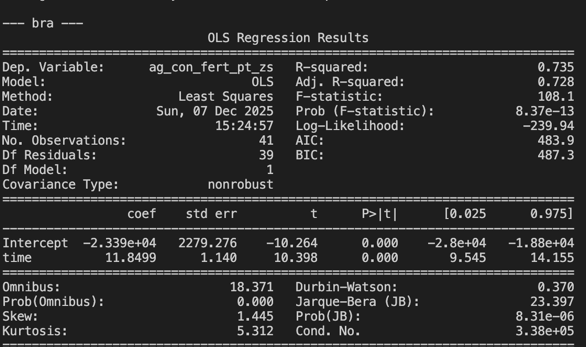 --- bra ---
OLS Regression Results
==============================================================================
Dep. Variable: ag_con_fert_pt_zs R-squared: 0.735
Model: OLS Adj. R-squared: 0.728
Method: Least Squares F-statistic: 108.1
Date: Sun, 07 Dec 2025 Prob (F-statistic): 8.37e-13
Time: 15:24:57 Log-Likelihood: -239.94
No. Observations: 41 AIC: 483.9
Df Residuals: 39 BIC: 487.3
Df Model: 1
Covariance Type: nonrobust
==============================================================================
coef std err t P>|t| [0.025 0.975]
------------------------------------------------------------------------------
Intercept -2.339e+04 2279.276 -10.264 0.000 -2.8e+04 -1.88e+04
time 11.8499 1.140 10.398 0.000 9.545 14.155
==============================================================================
Omnibus: 18.371 Durbin-Watson: 0.370
Prob(Omnibus): 0.000 Jarque-Bera (JB): 23.397
Skew: 1.445 Prob(JB): 8.31e-06
Kurtosis: 5.312 Cond. No. 3.38e+05
==============================================================================